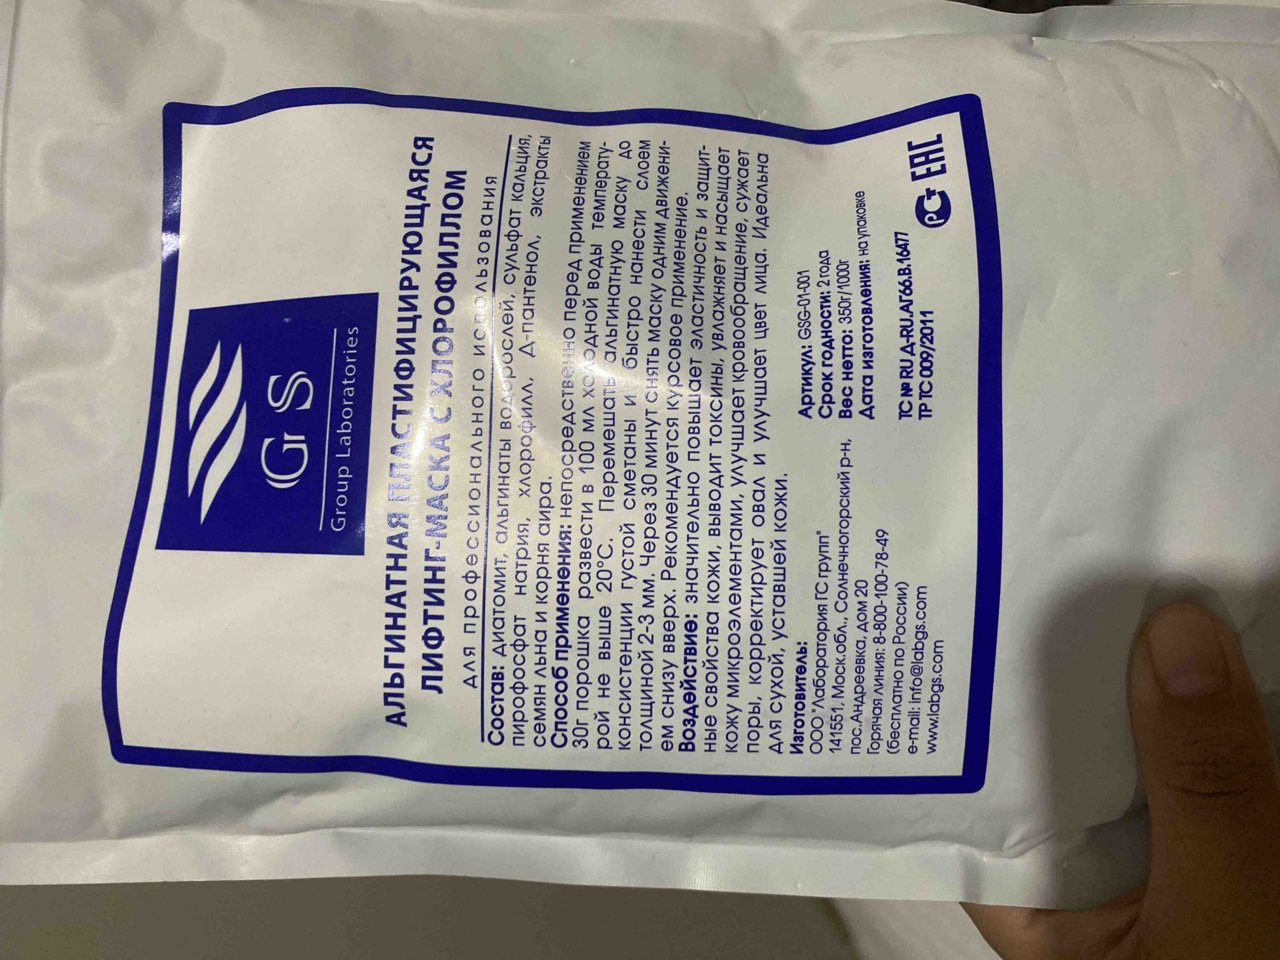 GS
Group Laboratories
АЛЬГИНАТНАЯ ПЛАСТИФИЦИРУЮЩАЯСЯ
ЛИФТИНГ-МАСКА С ХЛОРОФИЛЛОМ
для профессионального использования
Состав: диатомит, альгинаты водорослей, сульфат кальция,
пирофосфат натрия, хлорофилл, Д-пантенол, экстракты
семян льна и корня аира.
Способ применения: непосредственно перед применением
30г порошка развести в 100 мл холодной воды температу-
рой не выше 20°С. Перемешать альгинатную маску до
консистенции густой сметаны и быстро нанести слоем
толщиной 2-3 мм. Через 30 минут снять маску одним движени-
ем снизу вверх. Рекомендуется курсовое применение.
Воздействие: значительно повышает эластичность и защит-
ные свойства кожи, выводит токсины, увлажняет и насыщает
кожу микроэлементами, улучшает кровообращение, сужает
поры, корректирует овал и улучшает цвет лица. Идеальна
для сухой, уставшей кожи.
Изготовитель:
ООО"Лаборатория ГС групп"
141551, Моск.обл., Солнечногорский р-н,
пос.Андреевка, дом 20
Горячая линия: 8-800-100-78-49
(бесплатно по России)
e-mail: info@labgs.com
www.labgs.com
Артикул: GSG-01-001
Срок годности: 2 года
Вес нетто: 350г/1000г
Дата изготовления: на упаковке
ТС № RU Д-RU.АГ66.В.16477
ТР ТС 009/2011
РСт EAC